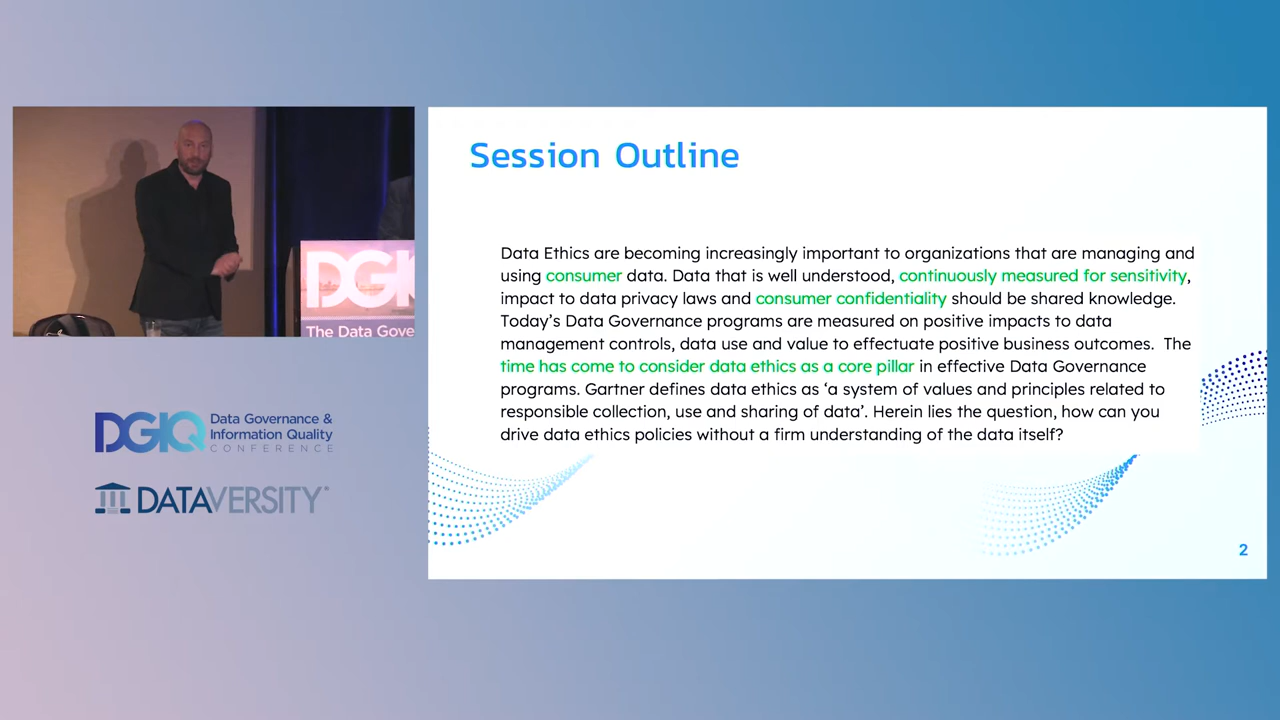 Session Outline
Data Ethics are becoming increasingly important to organizations that are managing and
using consumer data. Data that is well understood, continuously measured for sensitivity,
impact to data privacy laws and consumer confidentiality should be shared knowledge.
Today’s Data Governance programs are measured on positive impacts to data
management controls, data use and value to effectuate positive business outcomes.  The
time has come to consider data ethics as a core pillar in effective Data Governance
programs. Gartner defines data ethics as ‘a system of values and principles related to
responsible collection, use and sharing of data’. Herein lies the question, how can you
drive data ethics policies without a firm understanding of the data itself?
2
DGI
The Data Gove
DGIQ
Data Governance &
Information Quality
CONFERENCE
DATAVERSITY